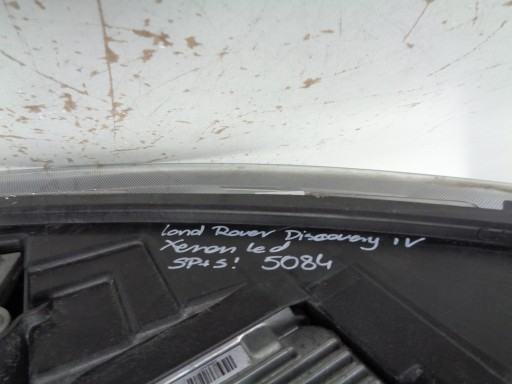 Land Rover Discovery IV
Xenon led
SP+S! 5084